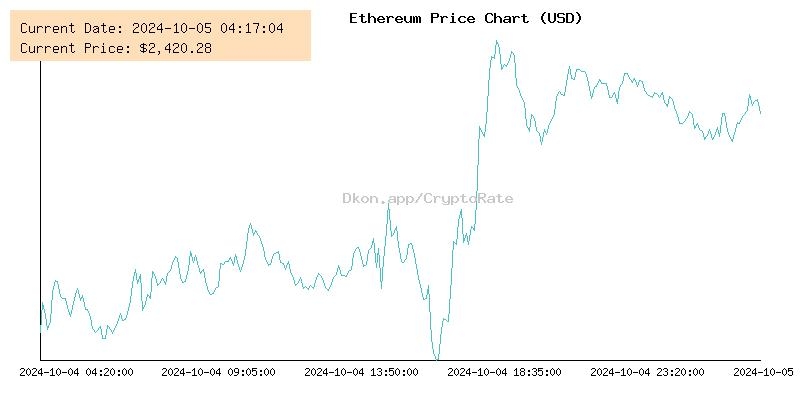 Ethereum Price Chart (USD)
Current Date: 2024-10-05 04:17:04
Current Price: $2,420.28
Dkon.app/CryptoRate
2024-10-04 04:20:00 2024-10-04 09:05:00 2024-10-04 13:50:00 2024-10-04 18:35:00 2024-10-04 23:20:00 2024-10-05